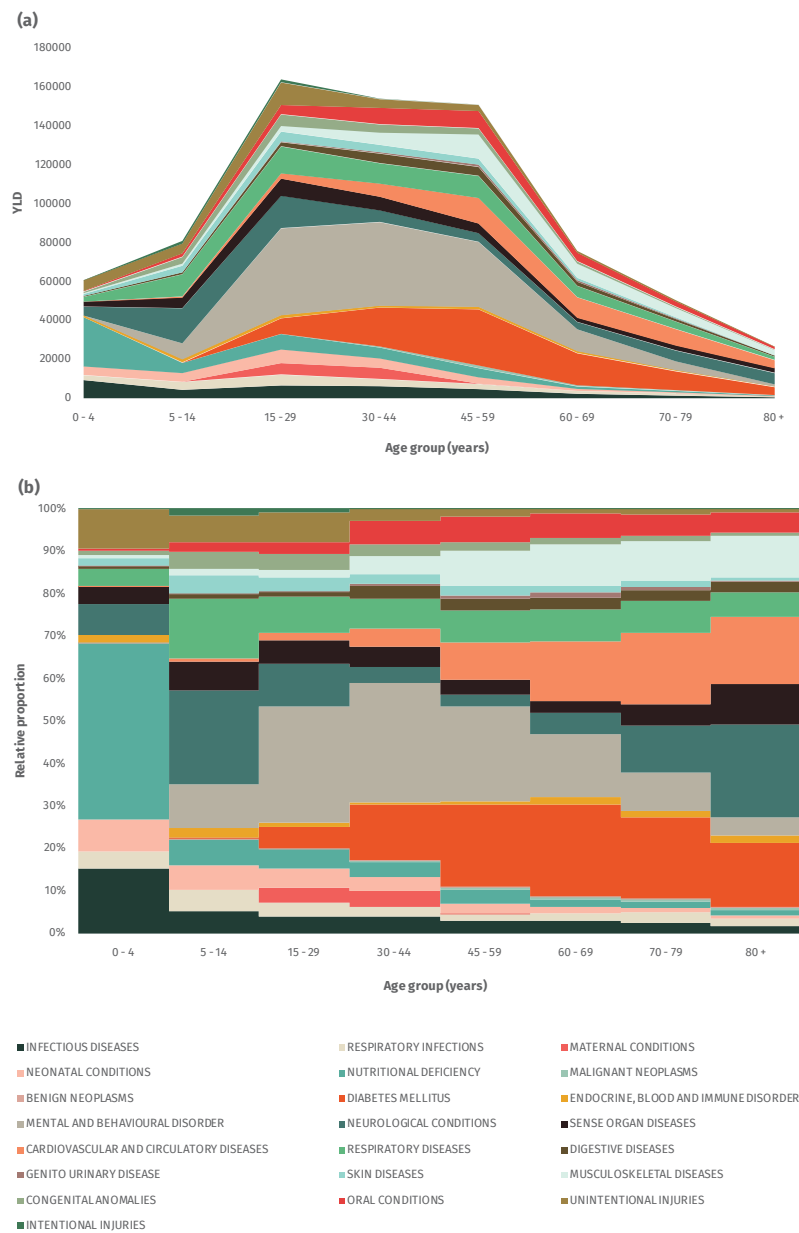 (a)
180000
160000
140000
120000
100000
80000
60000
40000
20000
0
YLD
0 - 4 5 - 14 15 - 29 30 - 44 45 - 59 60 - 69 70 - 79 80 +
Age group (years)
(b)
100%
90%
80%
70%
60%
50%
40%
30%
20%
10%
0%
Relative proportion
0 - 4 5 - 14 15 - 29 30 - 44 45 - 59 60 - 69 70 - 79 80 +
Age group (years)
INFECTIOUS DISEASES RESPIRATORY INFECTIONS MATERNAL CONDITIONS
NEONATAL CONDITIONS NUTRITIONAL DEFICIENCY MALIGNANT NEOPLASMS
BENIGN NEOPLASMS DIABETES MELLITUS ENDOCRINE, BLOOD AND IMMUNE DISORDER
MENTAL AND BEHAVIOURAL DISORDER NEUROLOGICAL CONDITIONS SENSE ORGAN DISEASES
CARDIOVASCULAR AND CIRCULATORY DISEASES RESPIRATORY DISEASES DIGESTIVE DISEASES
GENITO URINARY DISEASE SKIN DISEASES MUSCULOSKELETAL DISEASES
CONGENITAL ANOMALIES ORAL CONDITIONS UNINTENTIONAL INJURIES
INTENTIONAL INJURIES